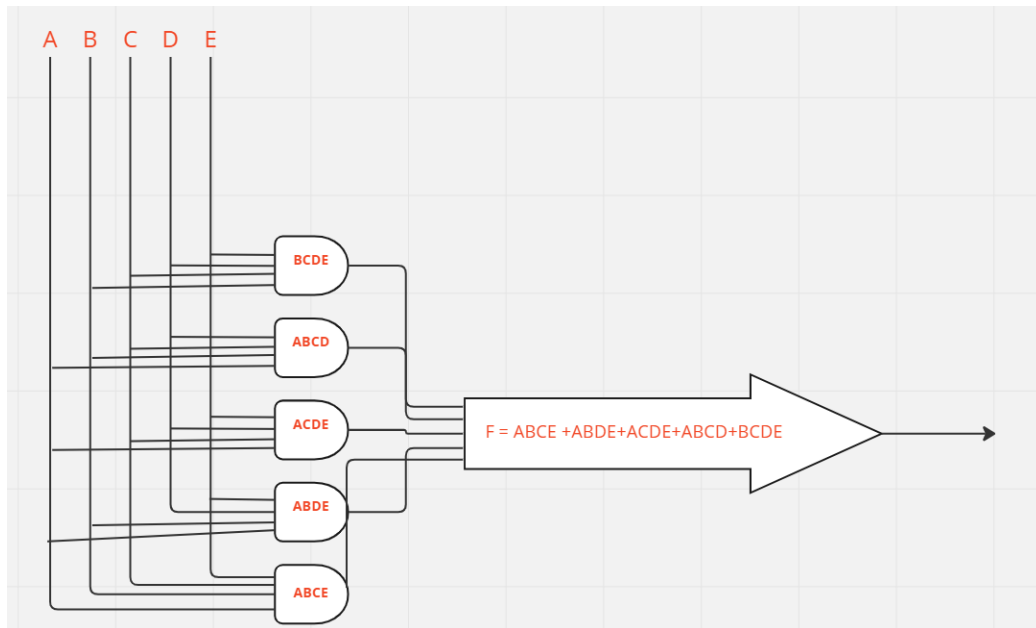 A B C D E
BCDE
ABCD
ACDE
F = ABCE +ABDE+ACDE+ABCD+BCDE
ABDE
ABCE